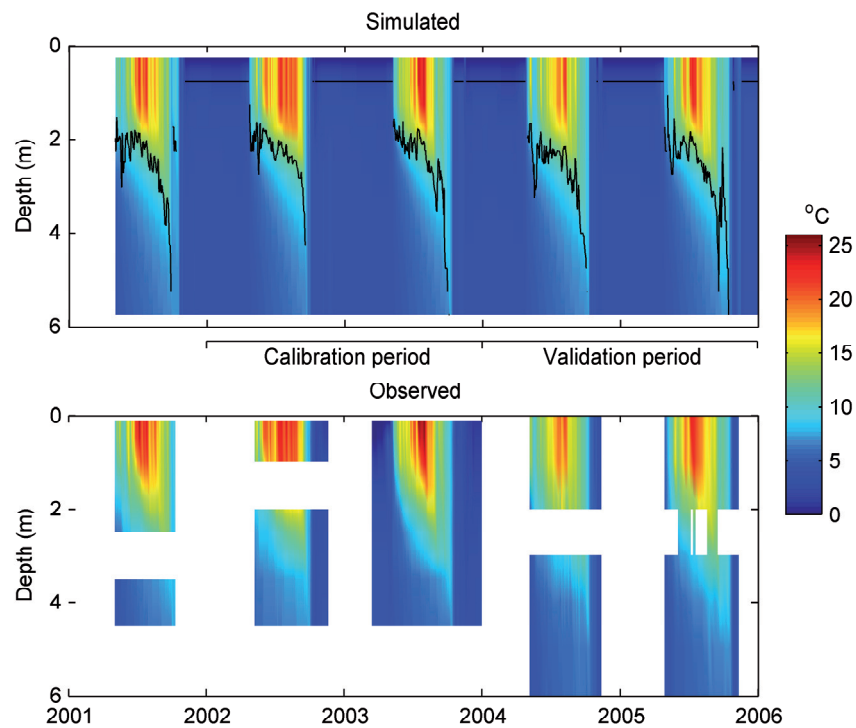 Simulated
0
2
4
6
Depth (m)
Calibration period
Validation period
Observed
0
2
4
6
Depth (m)
2001
2002
2003
2004
2005
2006
°C
25
20
15
10
5
0